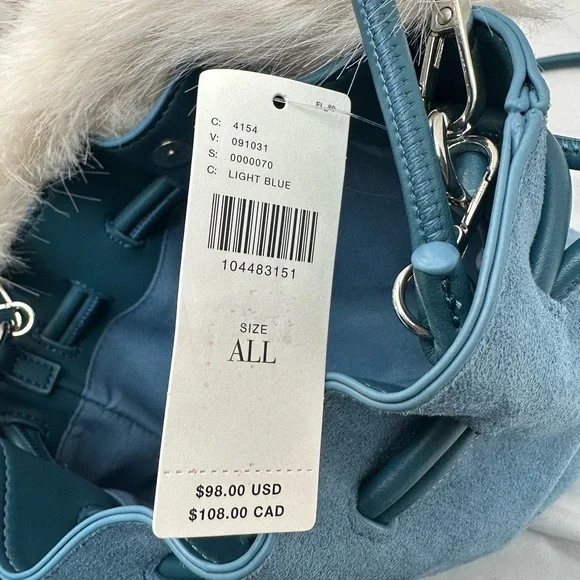 C: 4154
V: 091031
S: 0000070
C: LIGHT BLUE
104483151
SIZE
ALL
$98.00 USD
$108.00 CAD